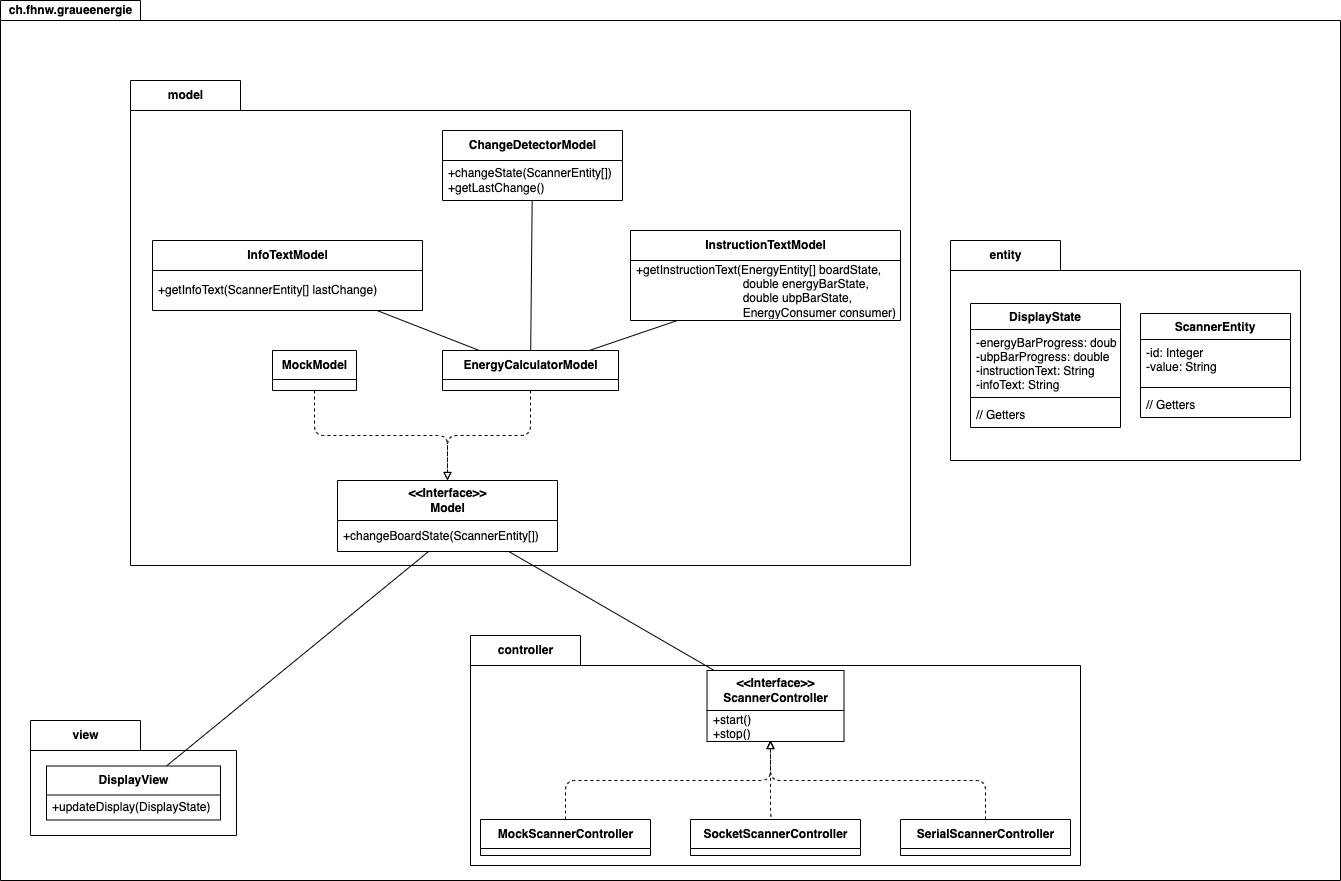 ch.fhnw.graueenergie
model
ChangeDetectorModel
+changeState(ScannerEntity[])
+getLastChange()
InfoTextModel
+getInfoText(ScannerEntity[] lastChange)
InstructionTextModel
+getInstructionText(EnergyEntity[] boardState,
double energyBarState,
double ubpBarState,
EnergyConsumer consumer)
MockModel
EnergyCalculatorModel
<<Interface>>
Model
+changeBoardState(ScannerEntity[])
entity
DisplayState
-energyBarProgress: doub
-ubpBarProgress: double
-instructionText: String
-infoText: String
// Getters
ScannerEntity
-id: Integer
-value: String
// Getters
controller
<<Interface>>
ScannerController
+start()
+stop()
MockScannerController
SocketScannerController
SerialScannerController
view
DisplayView
+updateDisplay(DisplayState)